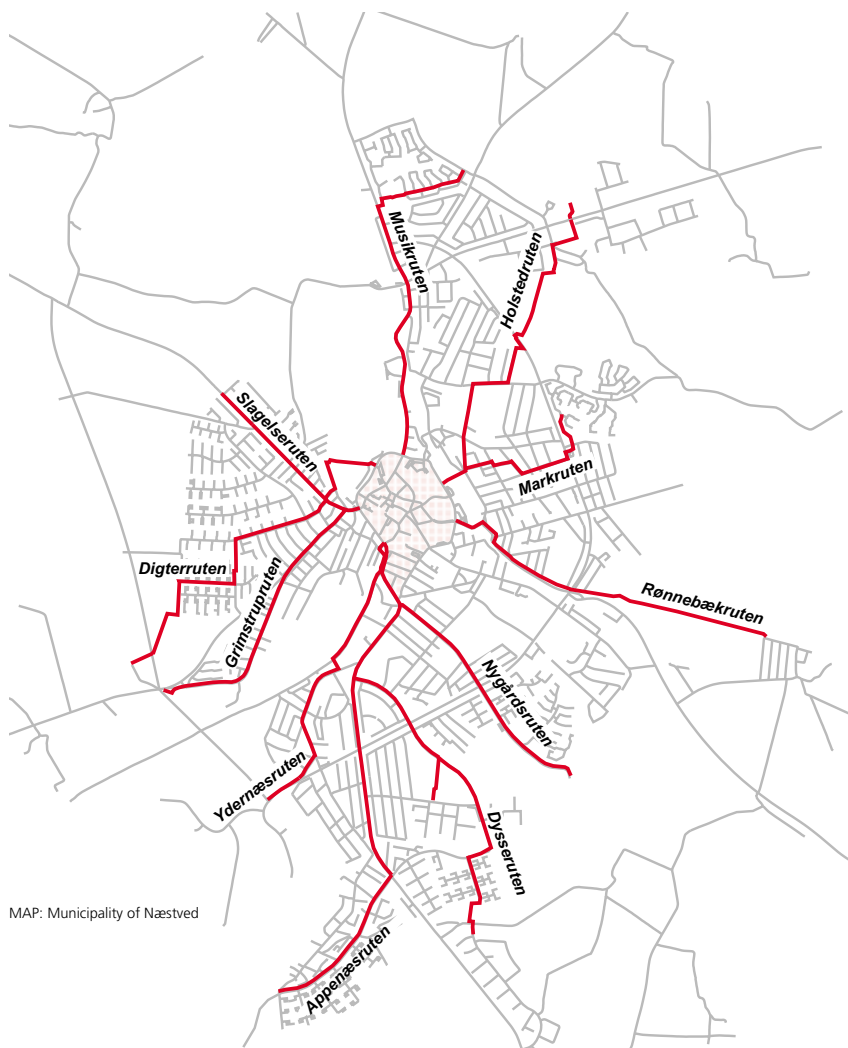 Musikruten
Holstedruten
Slagelseruten
Markruten
Digterruten
Grimstrupruten
Rønnebækruten
Nygårdsruten
Ydernæsruten
Dysseruten
MAP: Municipality of Næstved
Appenæsruten